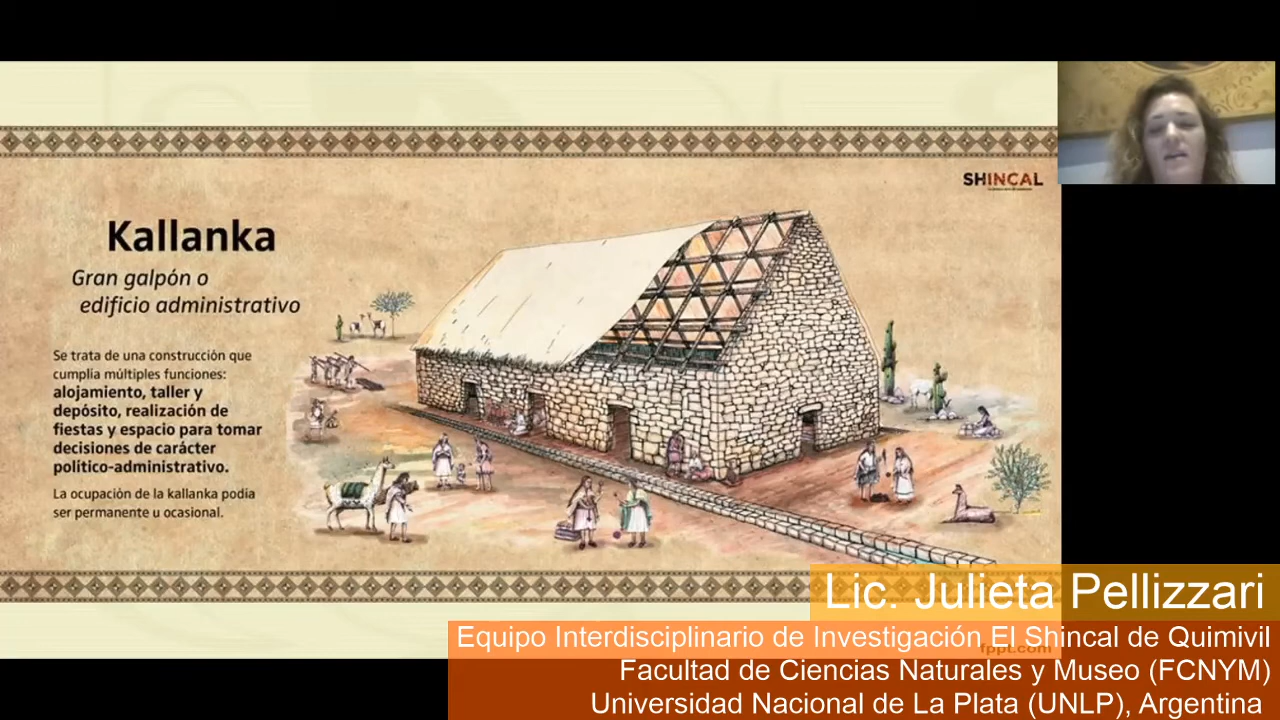 SHINCAL
Kallanka
Gran galpón o
edificio administrativo
Se trata de una construcción que
cumplía múltiples funciones:
alojamiento, taller y
depósito, realización de
fiestas y espacio para tomar
decisiones de carácter
político-administrativo.
La ocupación de la kallanka podía
ser permanente u ocasional.
Lic. Julieta Pellizzari
Equipo Interdisciplinario de Investigación El Shincal de Quimivil
fppt.com
Facultad de Ciencias Naturales y Museo (FCNYM)
Universidad Nacional de La Plata (UNLP), Argentina